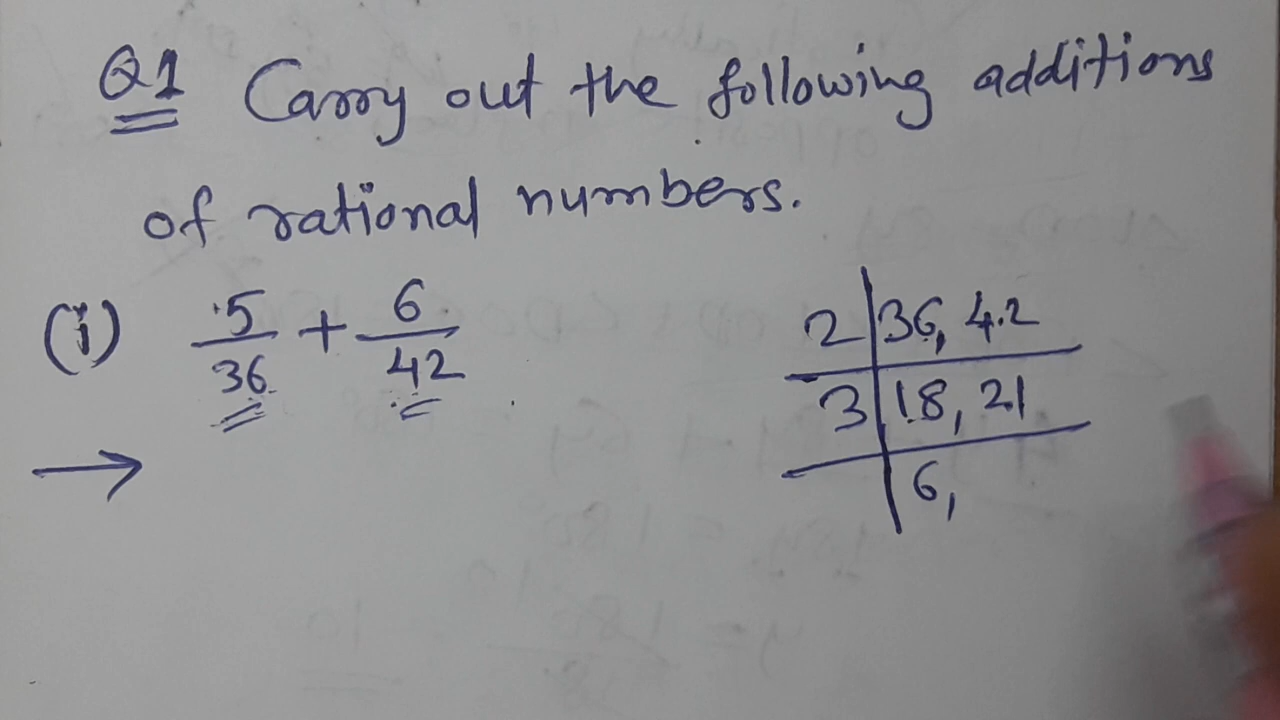 Q1 Carry out the following additions
of rational numbers.
(i) 5/36 + 6/42
→
2 | 36, 42
3 | 18, 21
| 6,